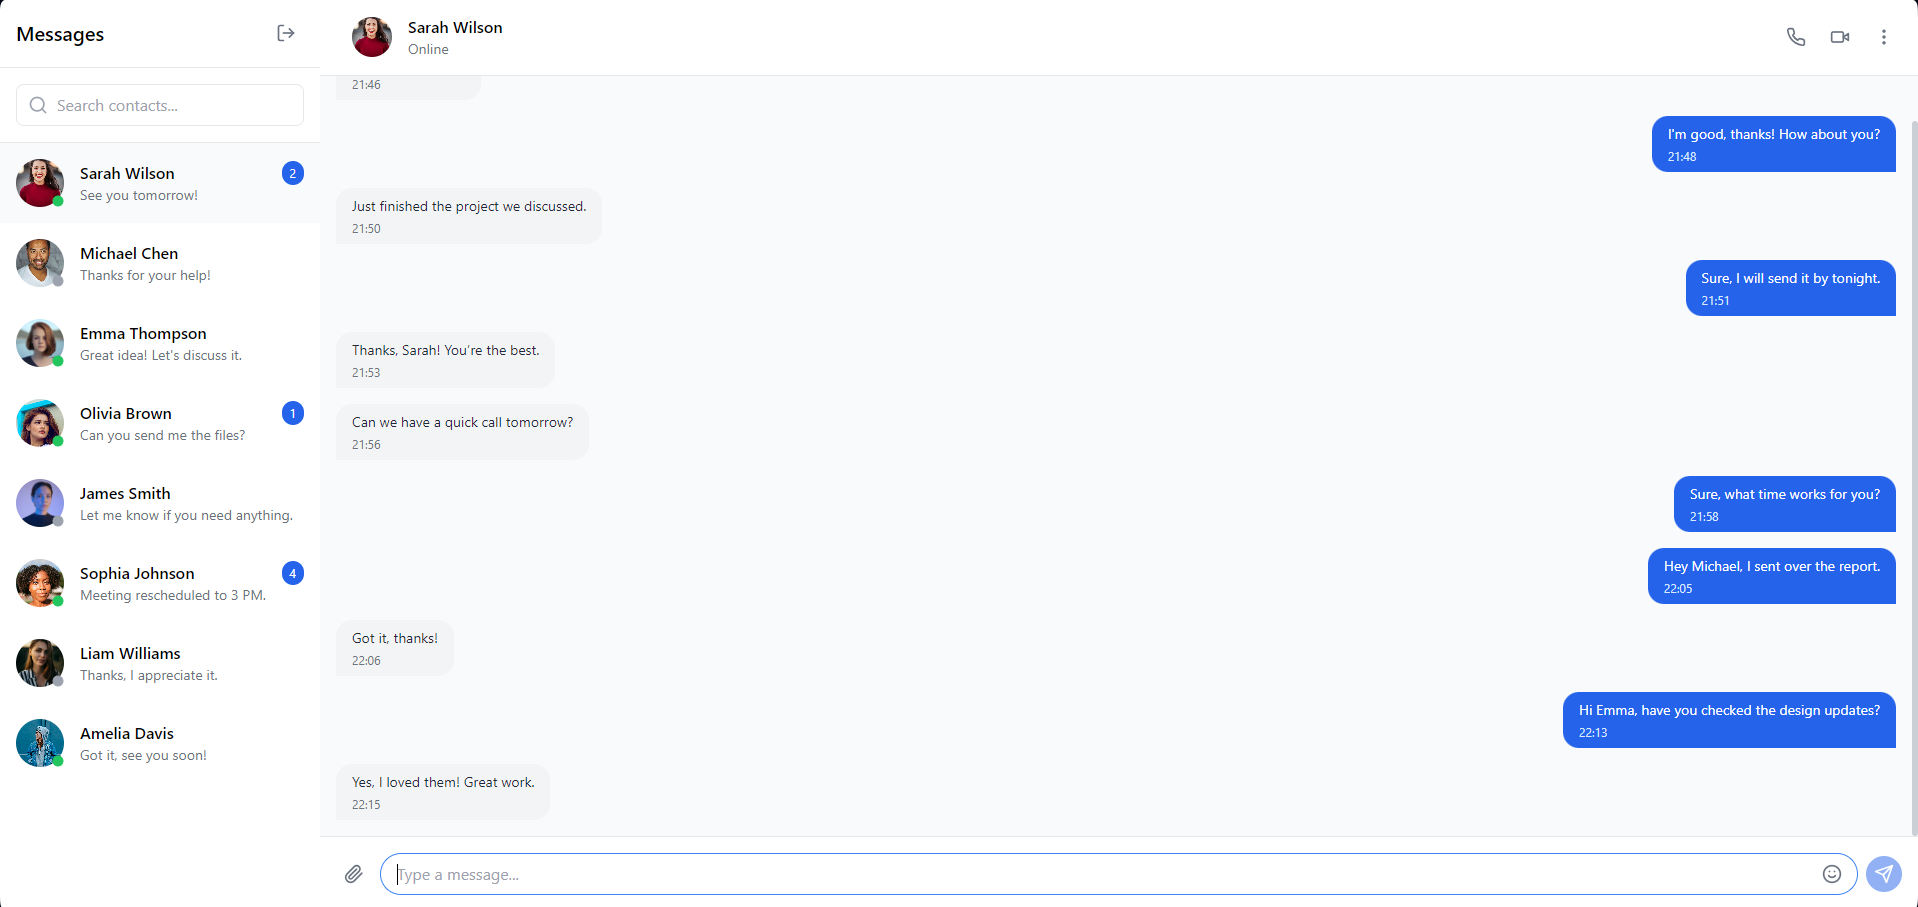 Messages
Search contacts...
Sarah Wilson
2
See you tomorrow!
Michael Chen
Thanks for your help!
Emma Thompson
Great idea! Let's discuss it.
Olivia Brown
1
Can you send me the files?
James Smith
Let me know if you need anything.
Sophia Johnson
4
Meeting rescheduled to 3 PM.
Liam Williams
Thanks, I appreciate it.
Amelia Davis
Got it, see you soon!
Sarah Wilson
Online
21:46
I'm good, thanks! How about you?
21:48
Just finished the project we discussed.
21:50
Sure, I will send it by tonight.
21:51
Thanks, Sarah! You're the best.
21:53
Can we have a quick call tomorrow?
21:56
Sure, what time works for you?
21:58
Hey Michael, I sent over the report.
22:05
Got it, thanks!
22:06
Hi Emma, have you checked the design updates?
22:13
Yes, I loved them! Great work.
22:15
Type a message...